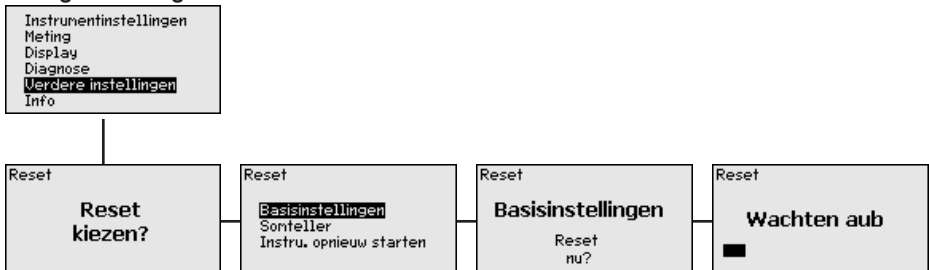 Instrumentinstellingen
Meting
Display
Diagnose
Verdere instellingen
Info
Reset
Reset
kiezen?
Reset
Basisinstellingen
Somteller
Instru. opnieuw starten
Reset
Basisinstellingen
Reset
nu?
Reset
Wachten aub